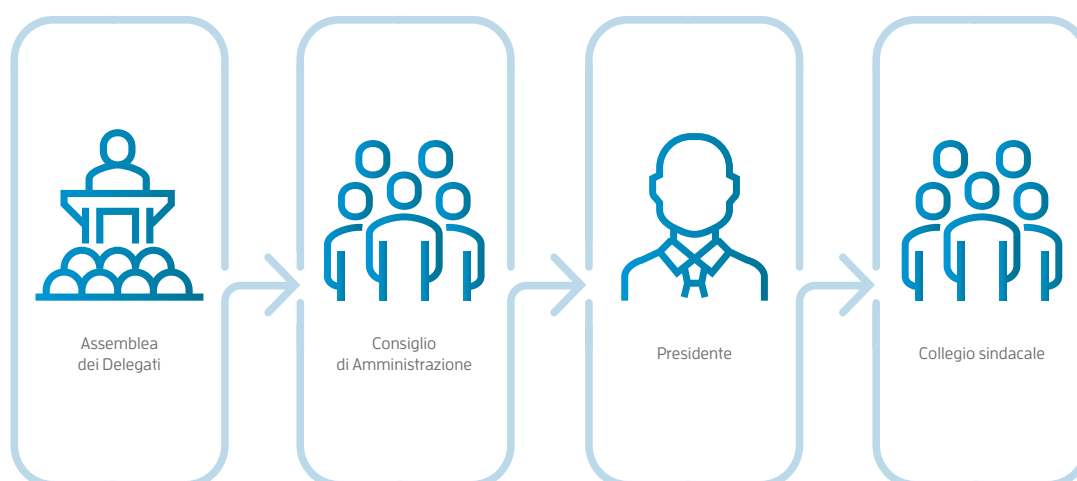 Assemblea
dei Delegati
Consiglio
di Amministrazione
Presidente
Collegio sindacale